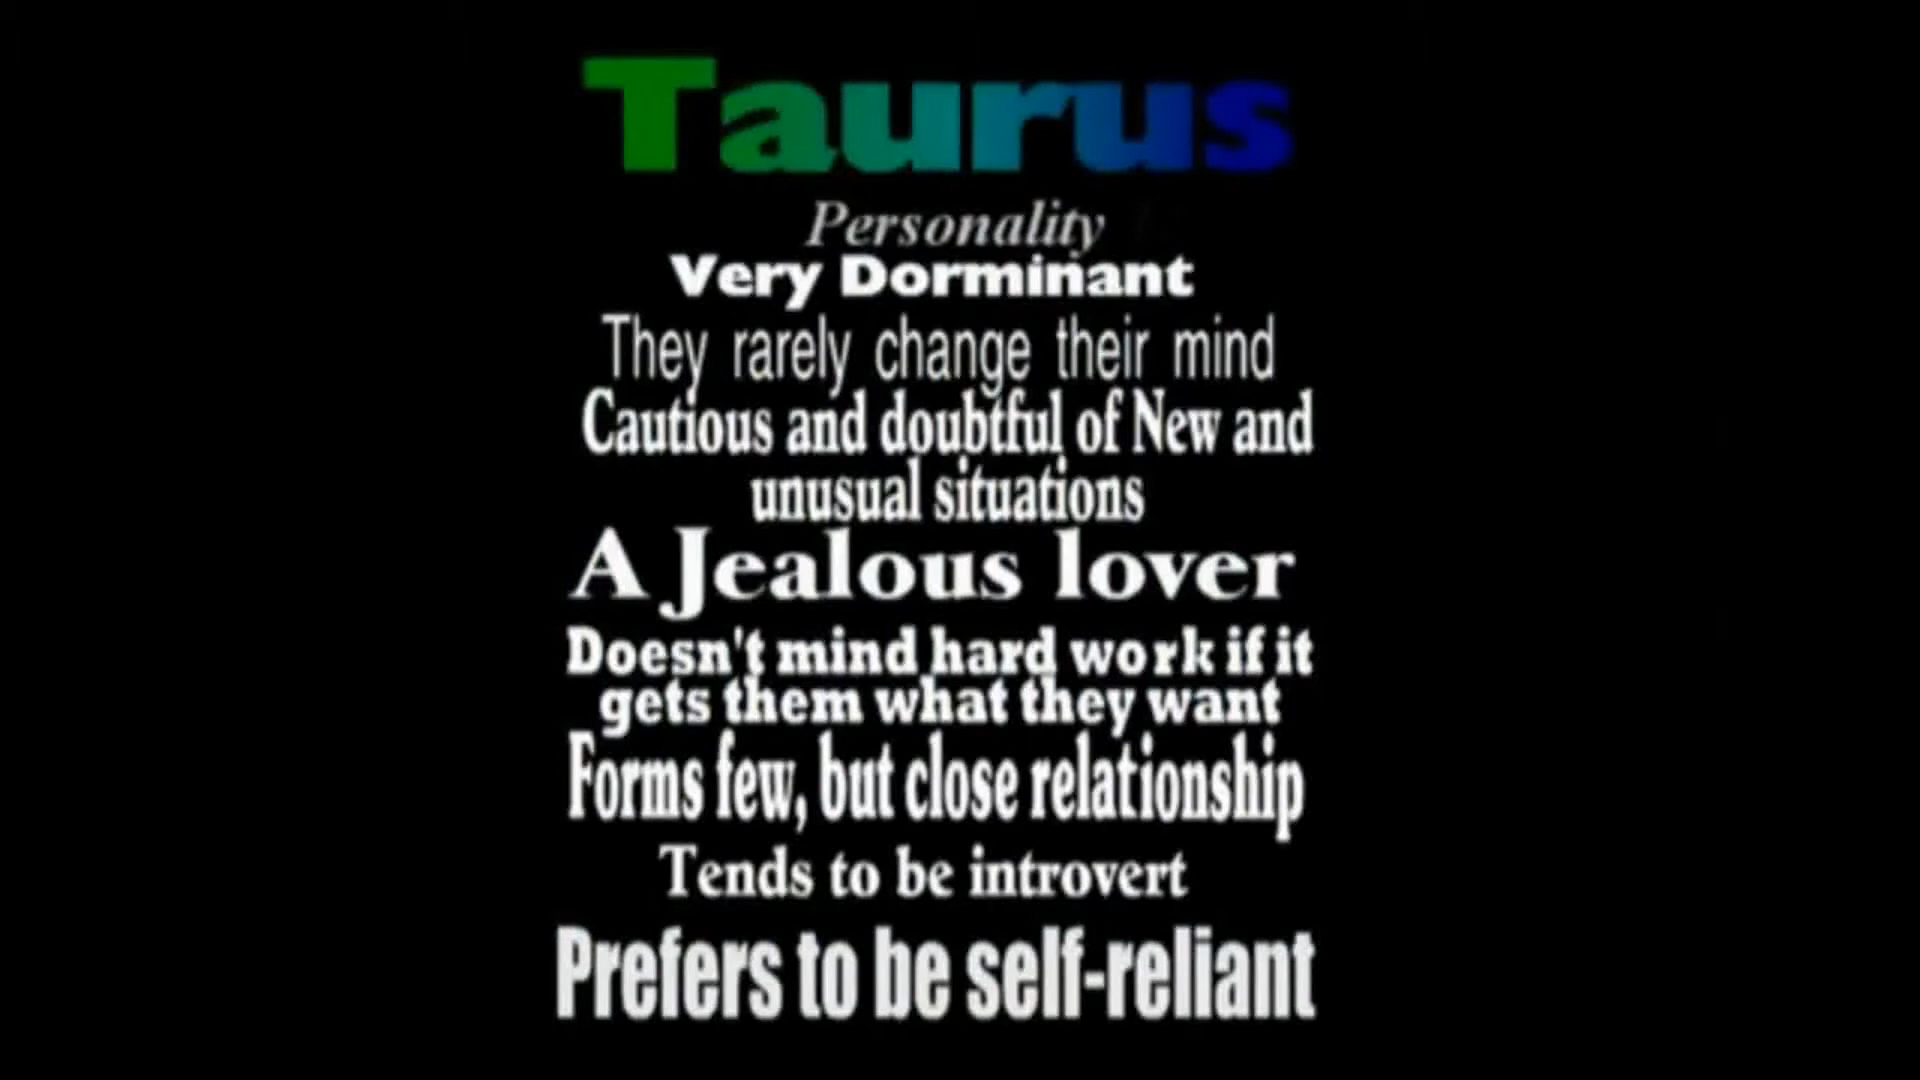 Taurus
Personality
Very Dorminant
They rarely change their mind
Cautious and doubtful of New and
unusual situations
A Jealous lover
Doesn't mind hard work if it
gets them what they want
Forms few, but close relationship
Tends to be introvert
Prefers to be self-reliant